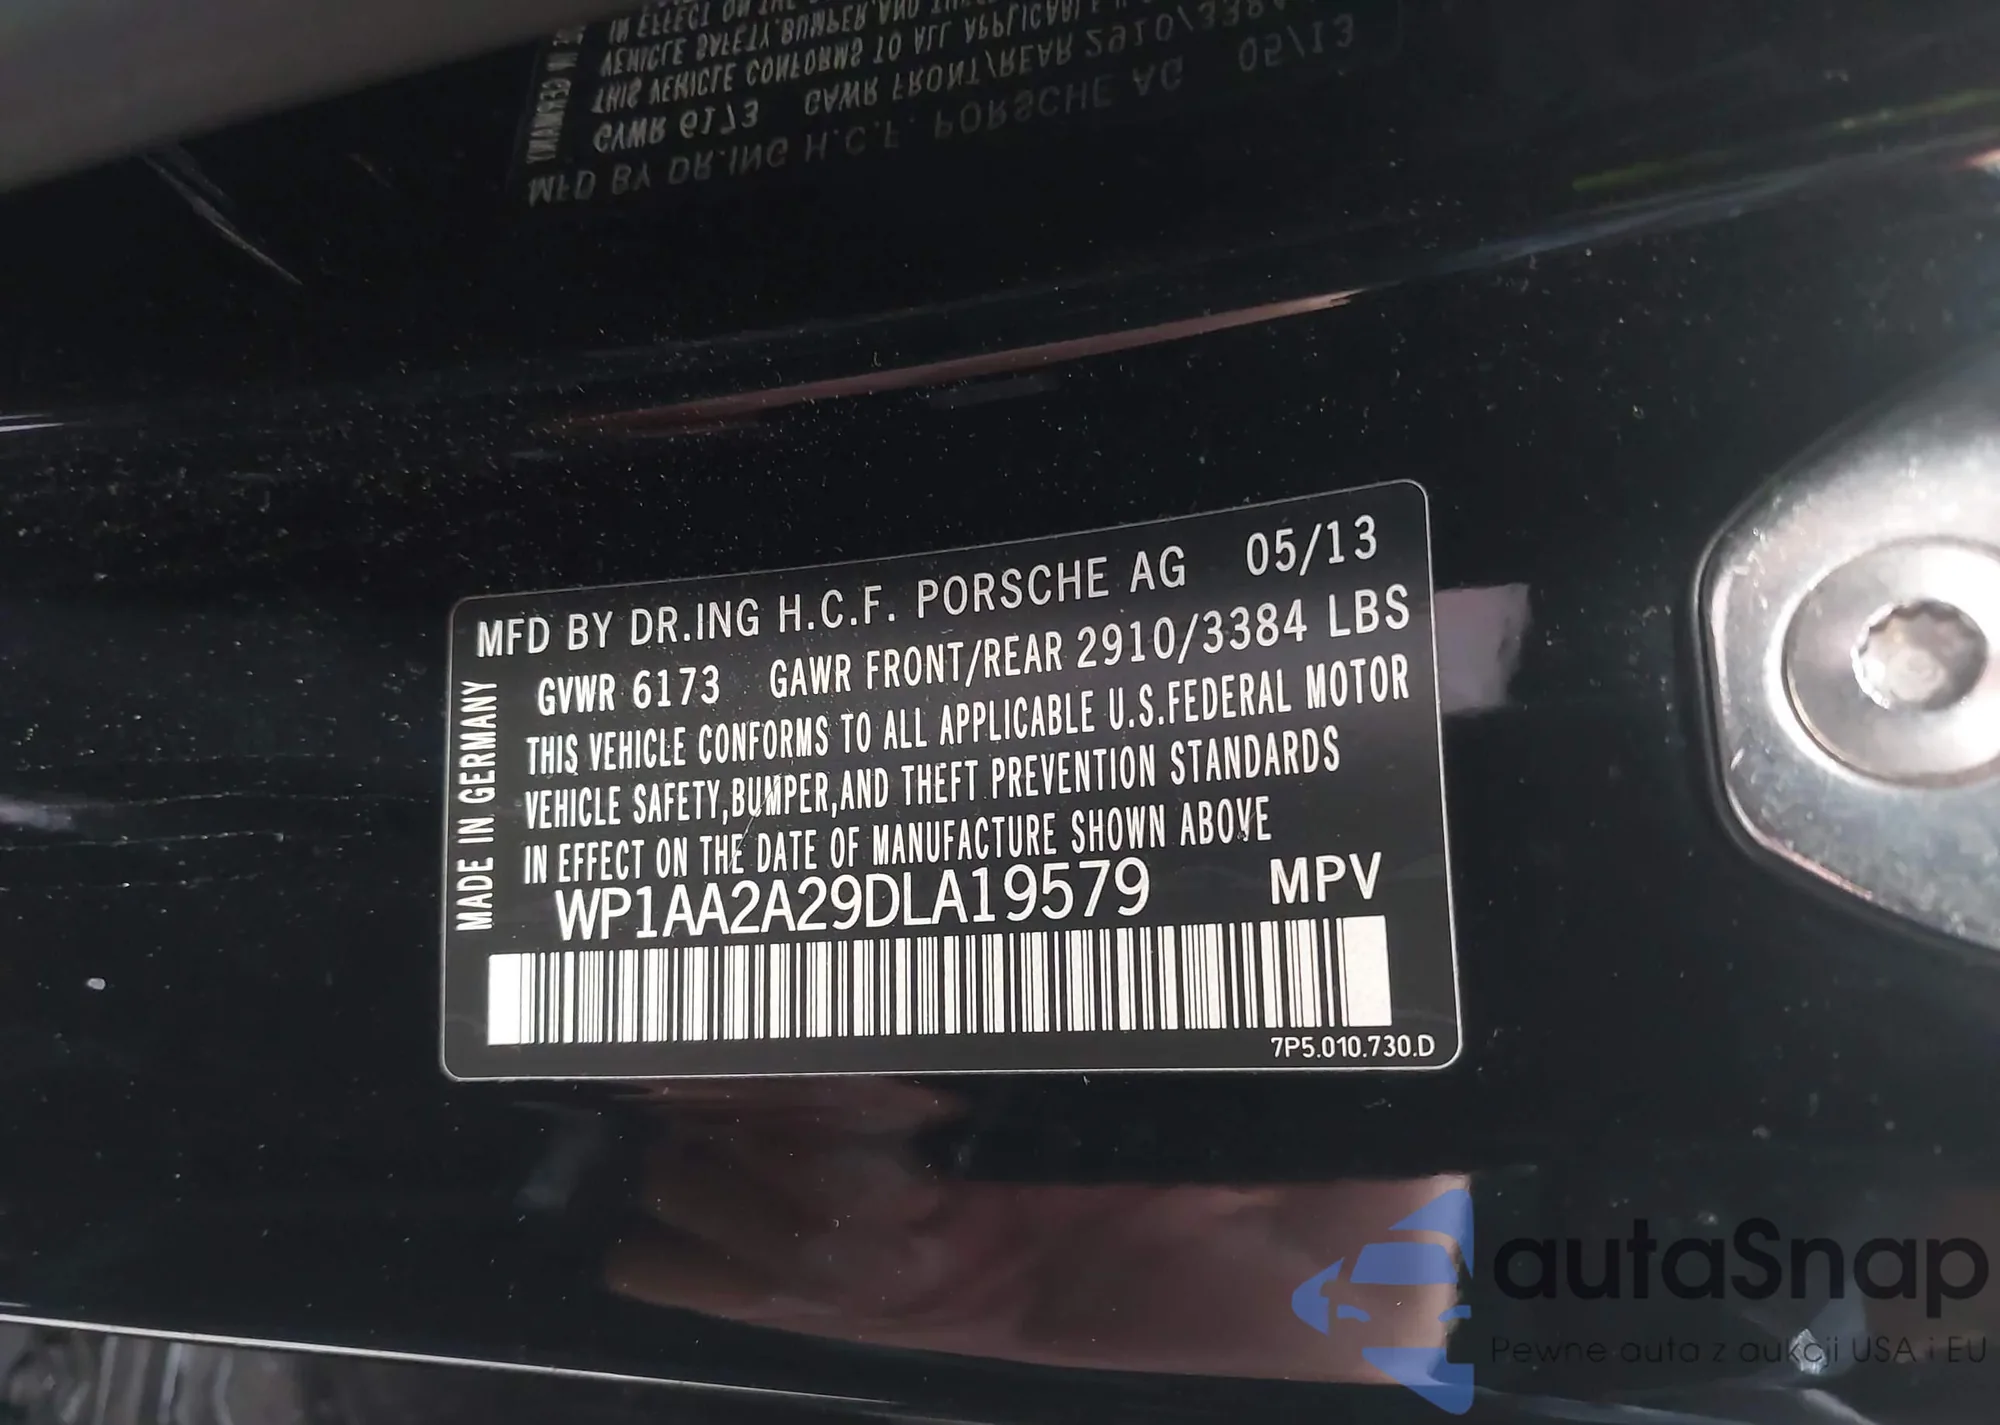 MFD BY DR.ING H.C.F. PORSCHE AG 05/13
GVWR 6173 GAWR FRONT/REAR 2910/3384 LBS
THIS VEHICLE CONFORMS TO ALL APPLICABLE U.S.FEDERAL MOTOR
VEHICLE SAFETY,BUMPER,AND THEFT PREVENTION STANDARDS
IN EFFECT ON THE DATE OF MANUFACTURE SHOWN ABOVE
WP1AA2A29DLA19579 MPV
7P5.010.730.D
MADE IN GERMANY
autoSnap
Pewne auta z aukcji USA i EU